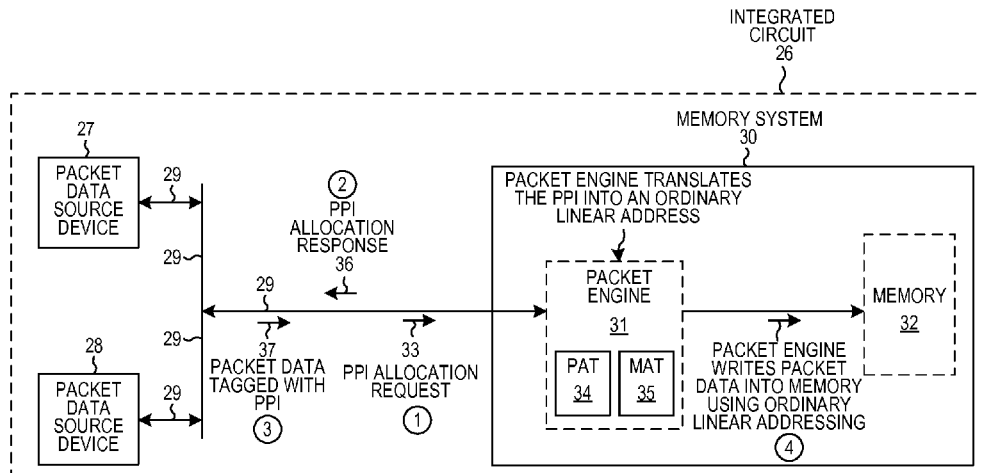 INTEGRATED
CIRCUIT
26
MEMORY SYSTEM
30
27
PACKET
DATA
SOURCE
DEVICE
29
29
2
PPI
ALLOCATION
RESPONSE
36
29
PACKET ENGINE TRANSLATES
THE PPI INTO AN ORDINARY
LINEAR ADDRESS
PACKET
ENGINE
31
PAT
34
MAT
35
MEMORY
32
29
28
PACKET
DATA
SOURCE
DEVICE
29
37
PACKET DATA
TAGGED WITH
PPI
3
33
PPI ALLOCATION
REQUEST
1
PACKET ENGINE
WRITES PACKET
DATA INTO MEMORY
USING ORDINARY
LINEAR ADDRESSING
4